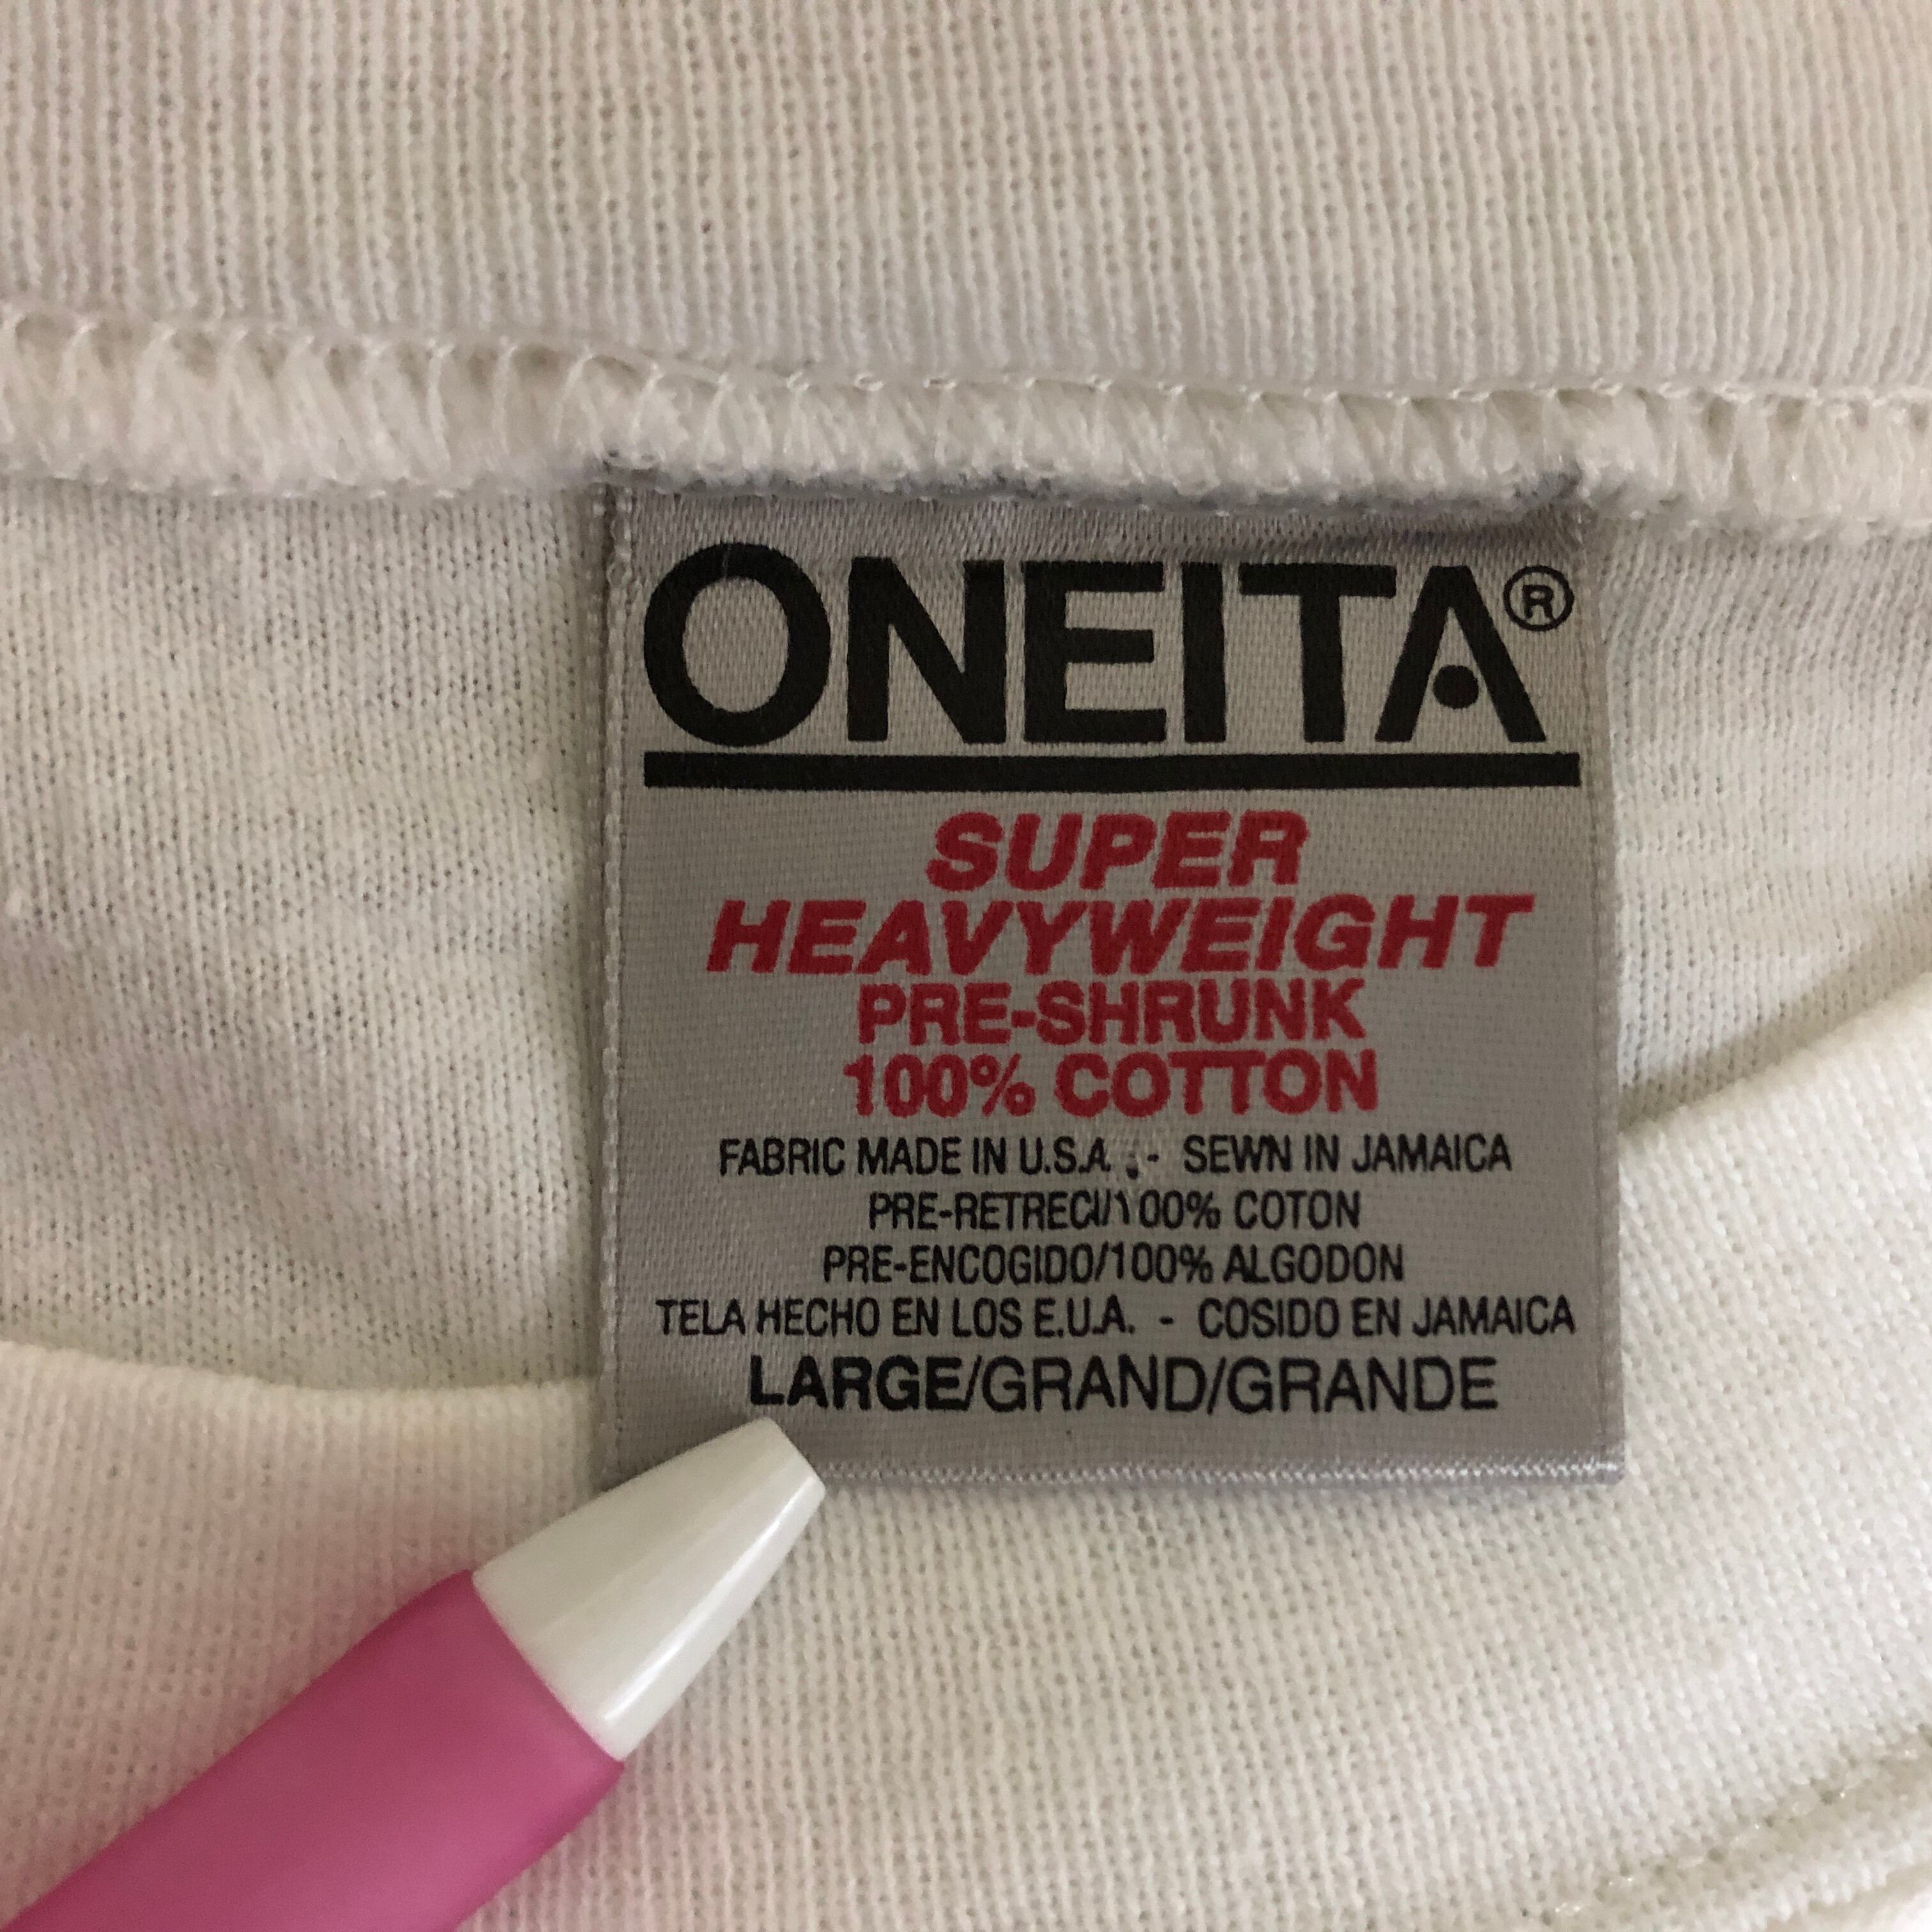 ONEITA®
SUPER
HEAVYWEIGHT
PRE-SHRUNK
100% COTTON
FABRIC MADE IN U.S.A. - SEWN IN JAMAICA
PRE-RETRECI/100% COTON
PRE-ENCOGIDO/100% ALGODON
TELA HECHO EN LOS E.U.A. - COSIDO EN JAMAICA
LARGE/GRAND/GRANDE